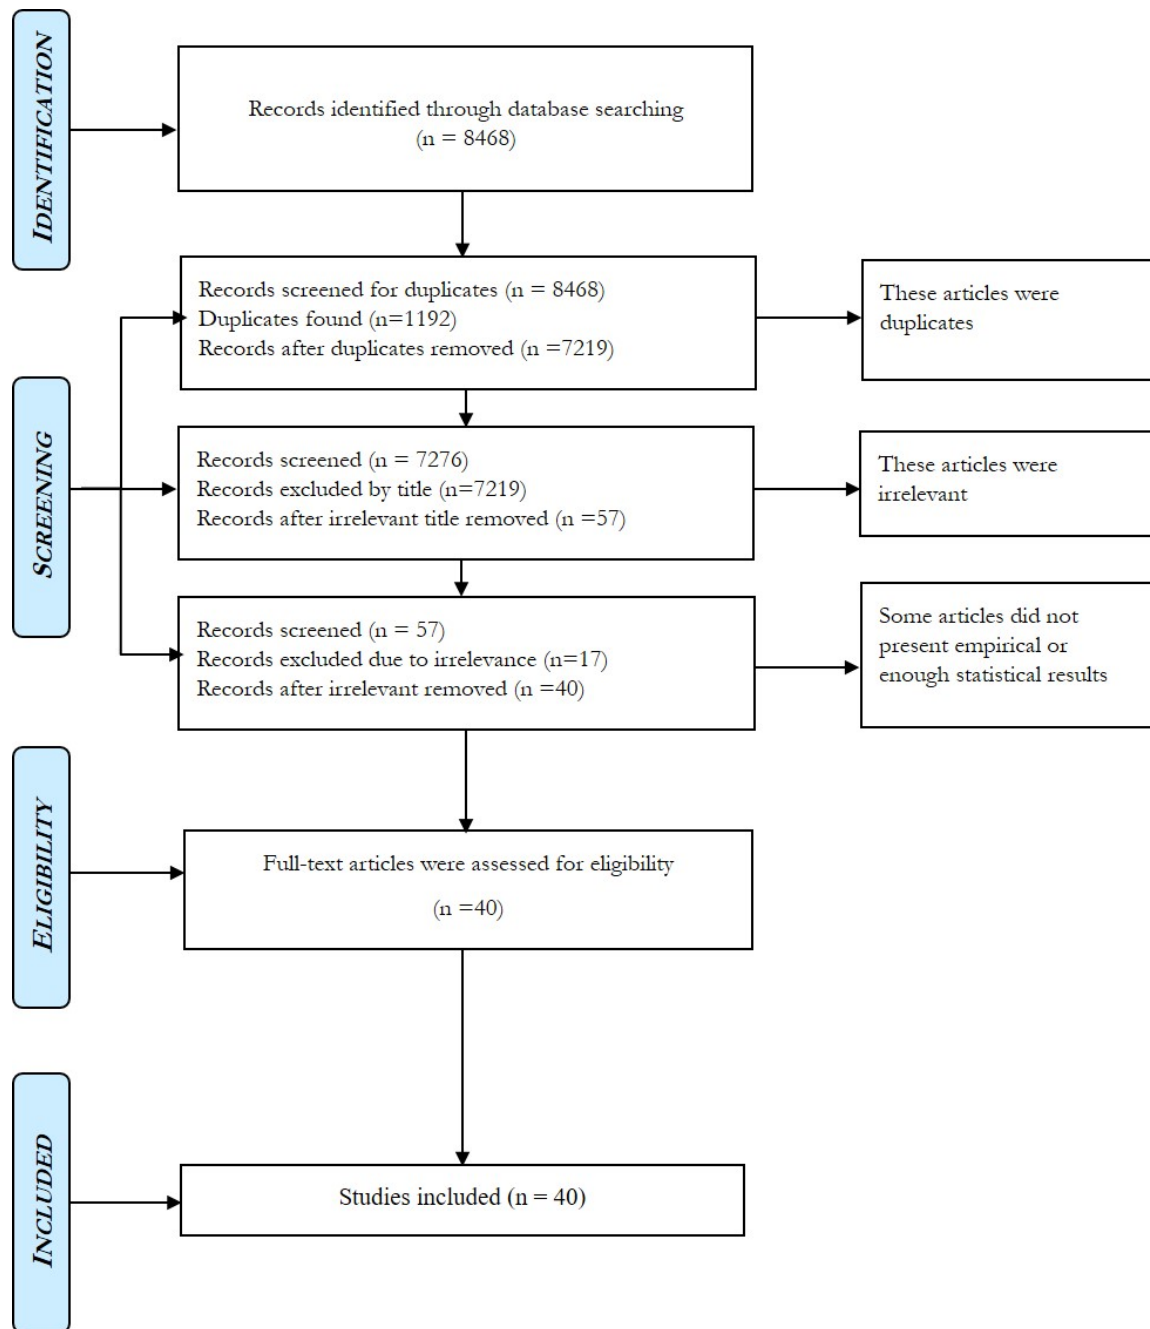 IDENTIFICATION
Records identified through database searching
(n = 8468)
Records screened for duplicates (n = 8468)
Duplicates found (n=1192)
Records after duplicates removed (n =7219)
These articles were
duplicates
SCREENING
Records screened (n = 7276)
Records excluded by title (n=7219)
Records after irrelevant title removed (n =57)
These articles were
irrelevant
Records screened (n = 57)
Records excluded due to irrelevance (n=17)
Records after irrelevant removed (n =40)
Some articles did not
present empirical or
enough statistical results
ELIGIBILITY
Full-text articles were assessed for eligibility
(n =40)
INCLUDED
Studies included (n = 40)